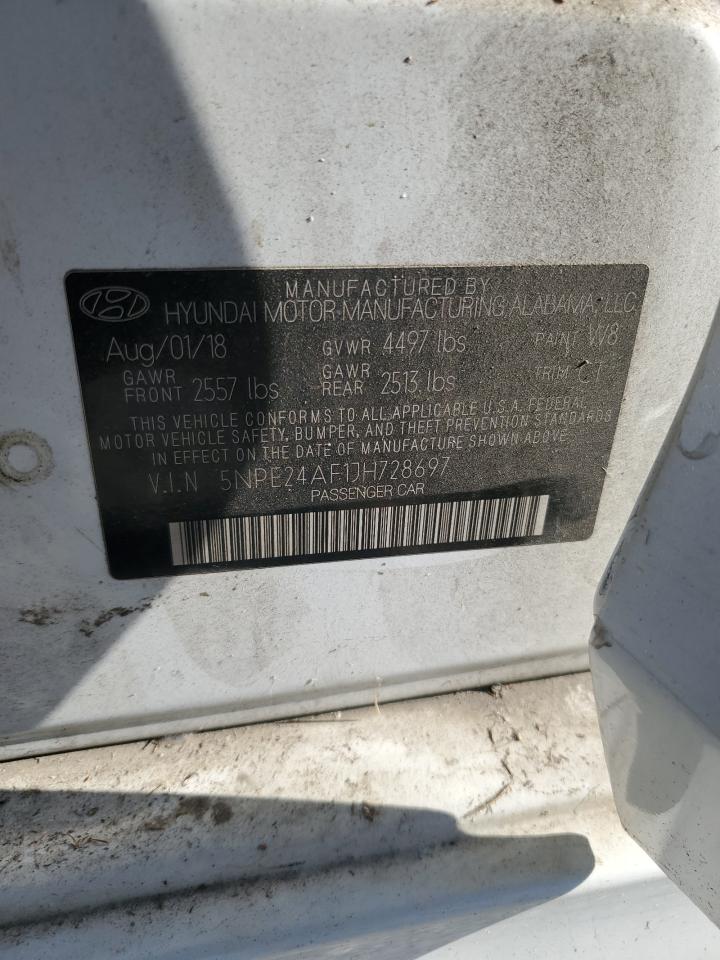 MANUFACTURED BY
HYUNDAI MOTOR MANUFACTURING ALABAMA, LLC
Aug/01/18 GVWR 4497 lbs PAINT W8
GAWR FRONT 2557 lbs GAWR REAR 2513 lbs TRIM CT
THIS VEHICLE CONFORMS TO ALL APPLICABLE U.S.A. FEDERAL
MOTOR VEHICLE SAFETY, BUMPER, AND THEFT PREVENTION STANDARDS
IN EFFECT ON THE DATE OF MANUFACTURE SHOWN ABOVE.
V.I.N 5NPE24AF1JH728697
PASSENGER CAR